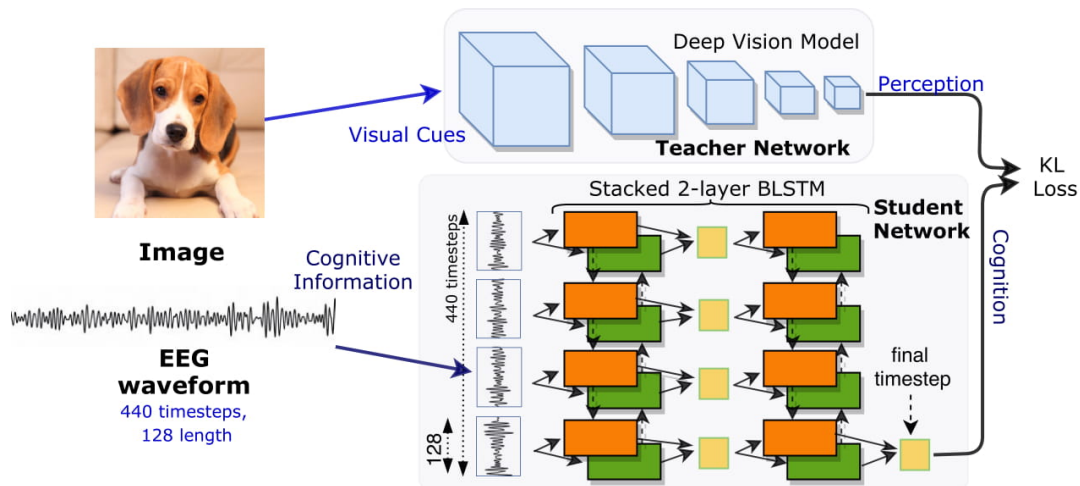 Deep Vision Model
Teacher Network
Visual Cues
Perception
KL
Loss
Image
Stacked 2-layer BLSTM
Student
Network
Cognitive
Information
440 timesteps
128
Cognition
EEG
waveform
440 timesteps,
128 length
final
timestep